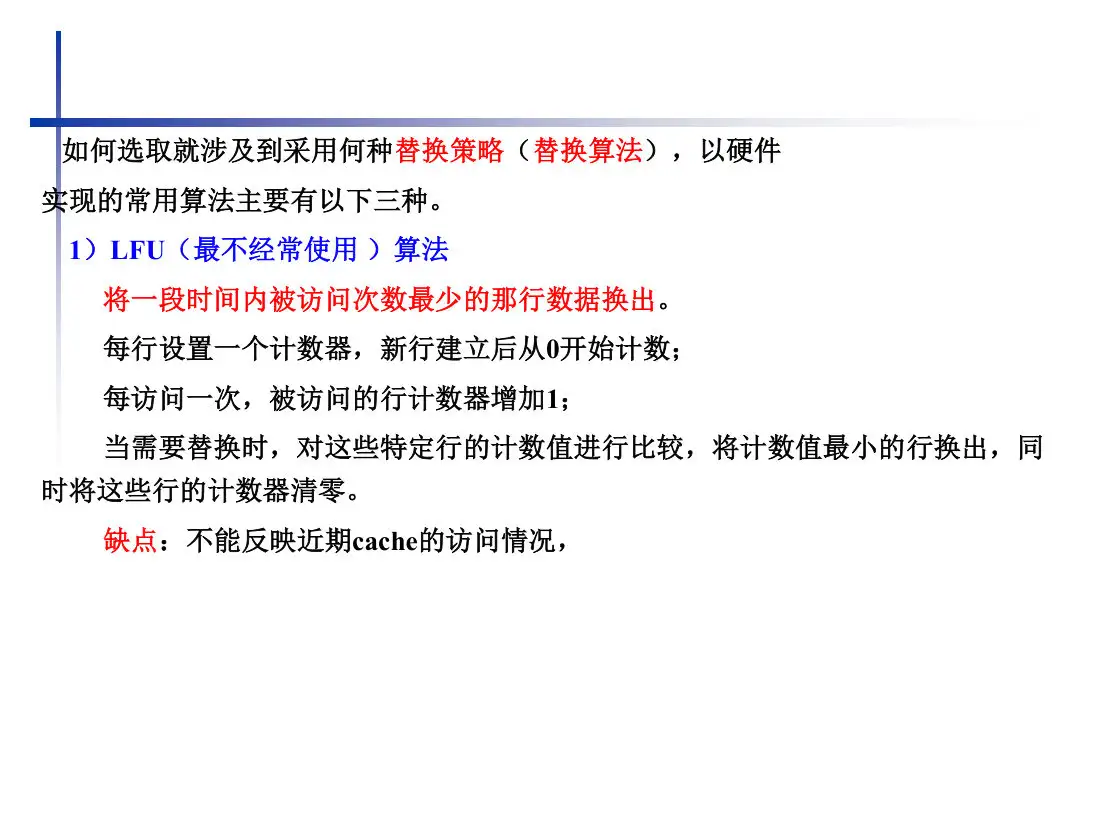 如何选取就涉及到采用何种替换策略（替换算法），以硬件
实现的常用算法主要有以下三种。
1）LFU（最不经常使用 ）算法
将一段时间内被访问次数最少的那行数据换出。
每行设置一个计数器，新行建立后从0开始计数；
每访问一次，被访问的行计数器增加1；
当需要替换时，对这些特定行的计数值进行比较，将计数值最小的行换出，同
时将这些行的计数器清零。
缺点：不能反映近期cache的访问情况，